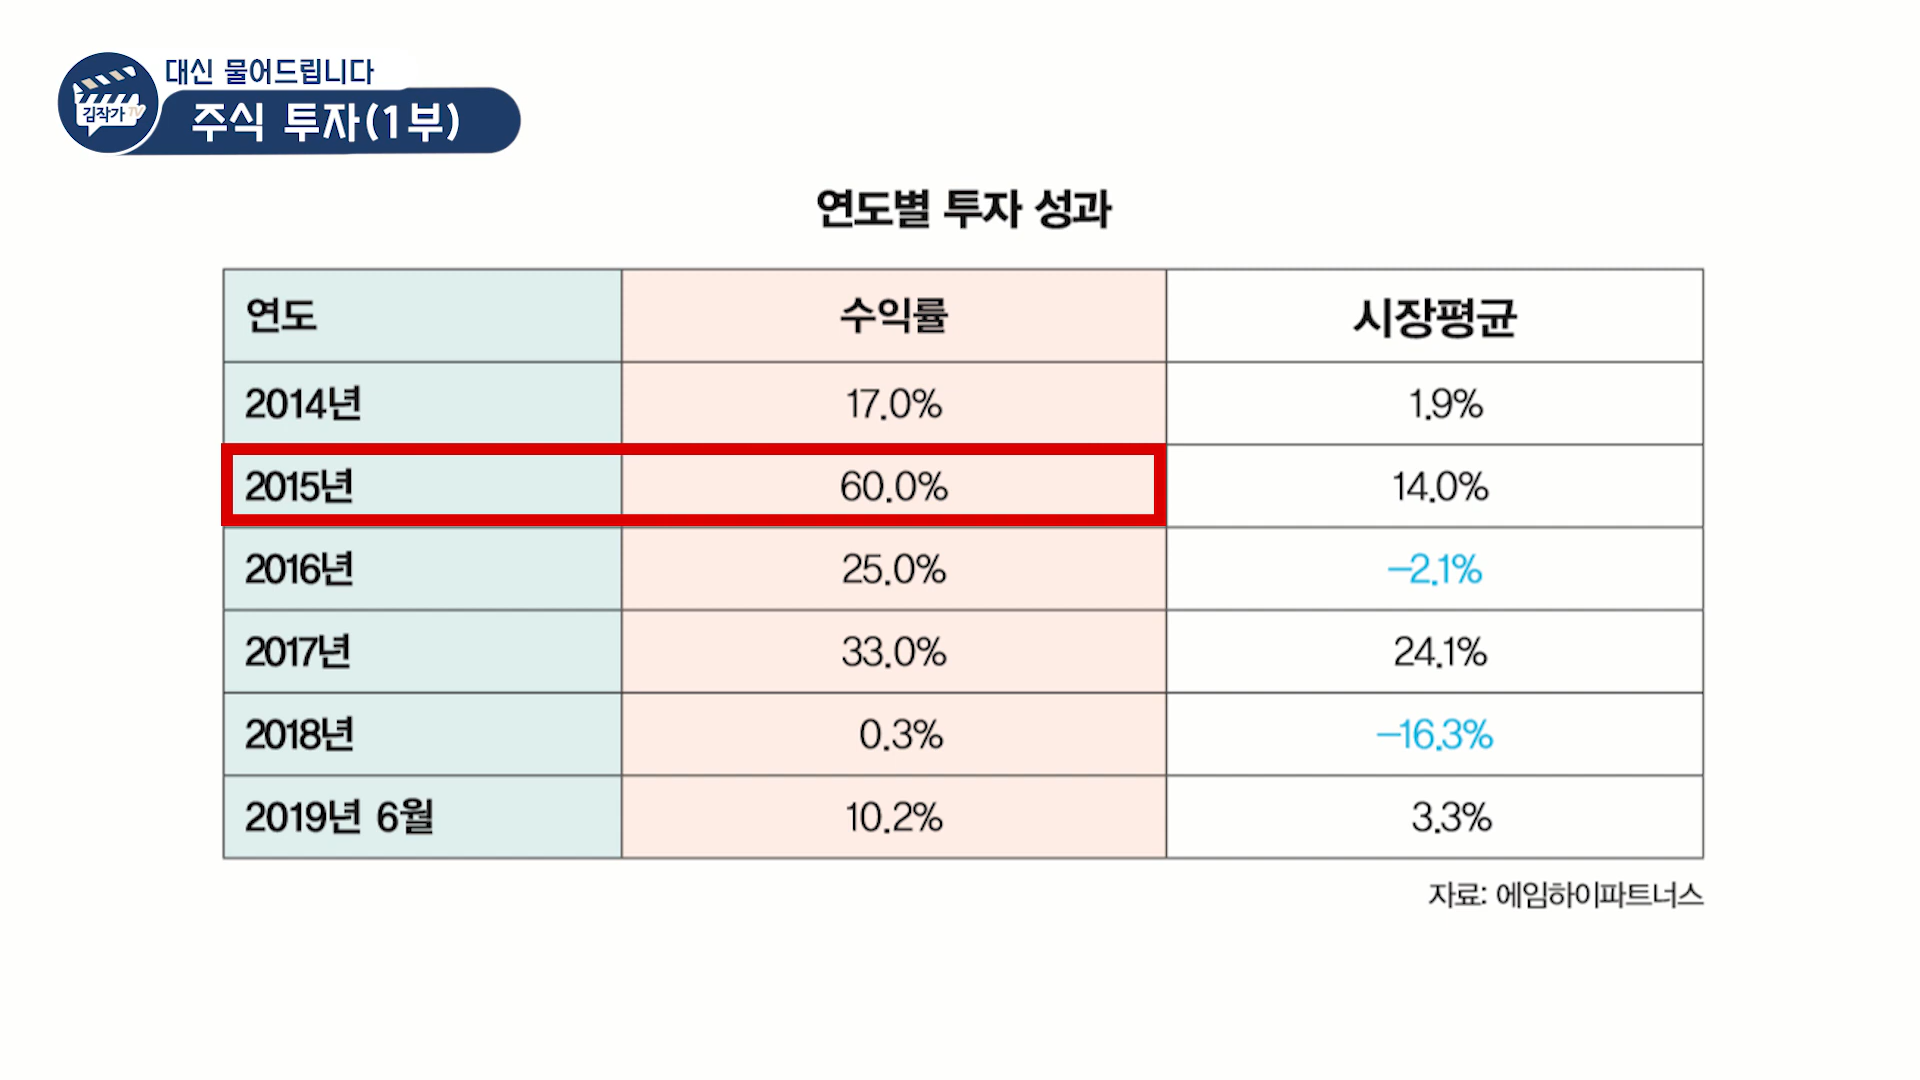 대신 물어드립니다
김작가 TV
주식 투자(1부)
연도별 투자 성과
연도 수익률 시장평균
2014년 17.0% 1.9%
2015년 60.0% 14.0%
2016년 25.0% −2.1%
2017년 33.0% 24.1%
2018년 0.3% −16.3%
2019년 6월 10.2% 3.3%
자료: 에임하이파트너스